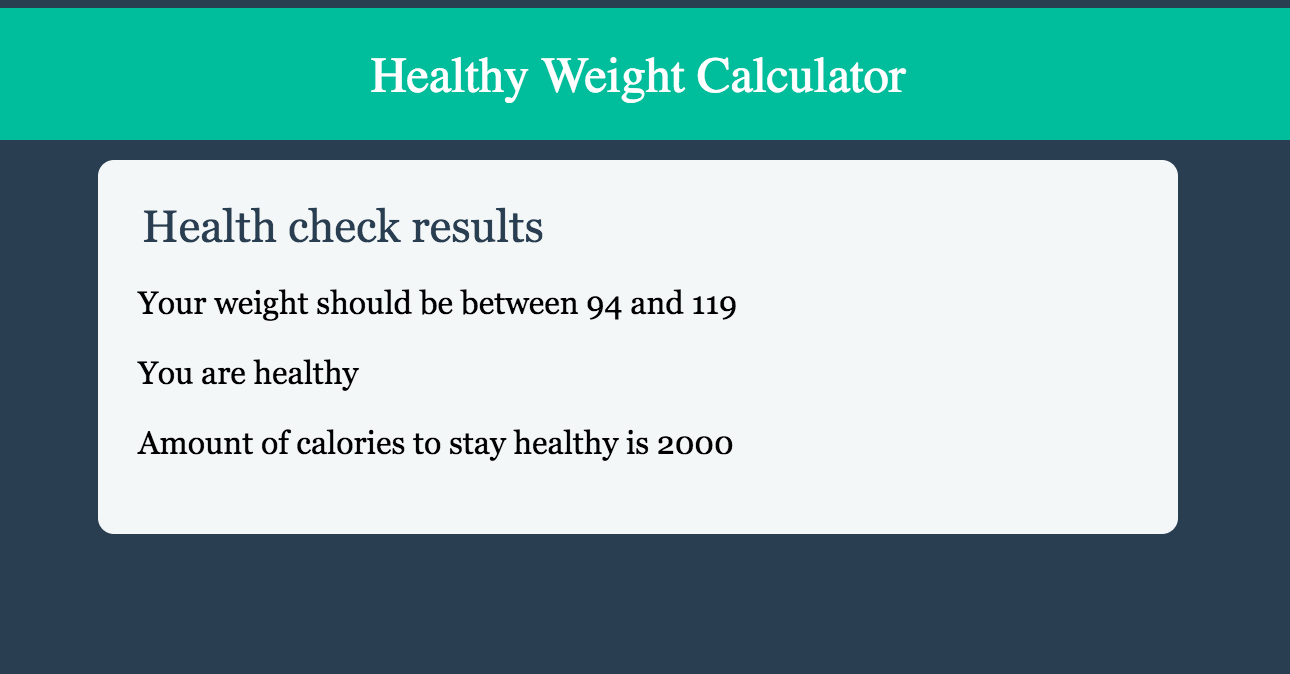 Healthy Weight Calculator
Health check results
Your weight should be between 94 and 119
You are healthy
Amount of calories to stay healthy is 2000